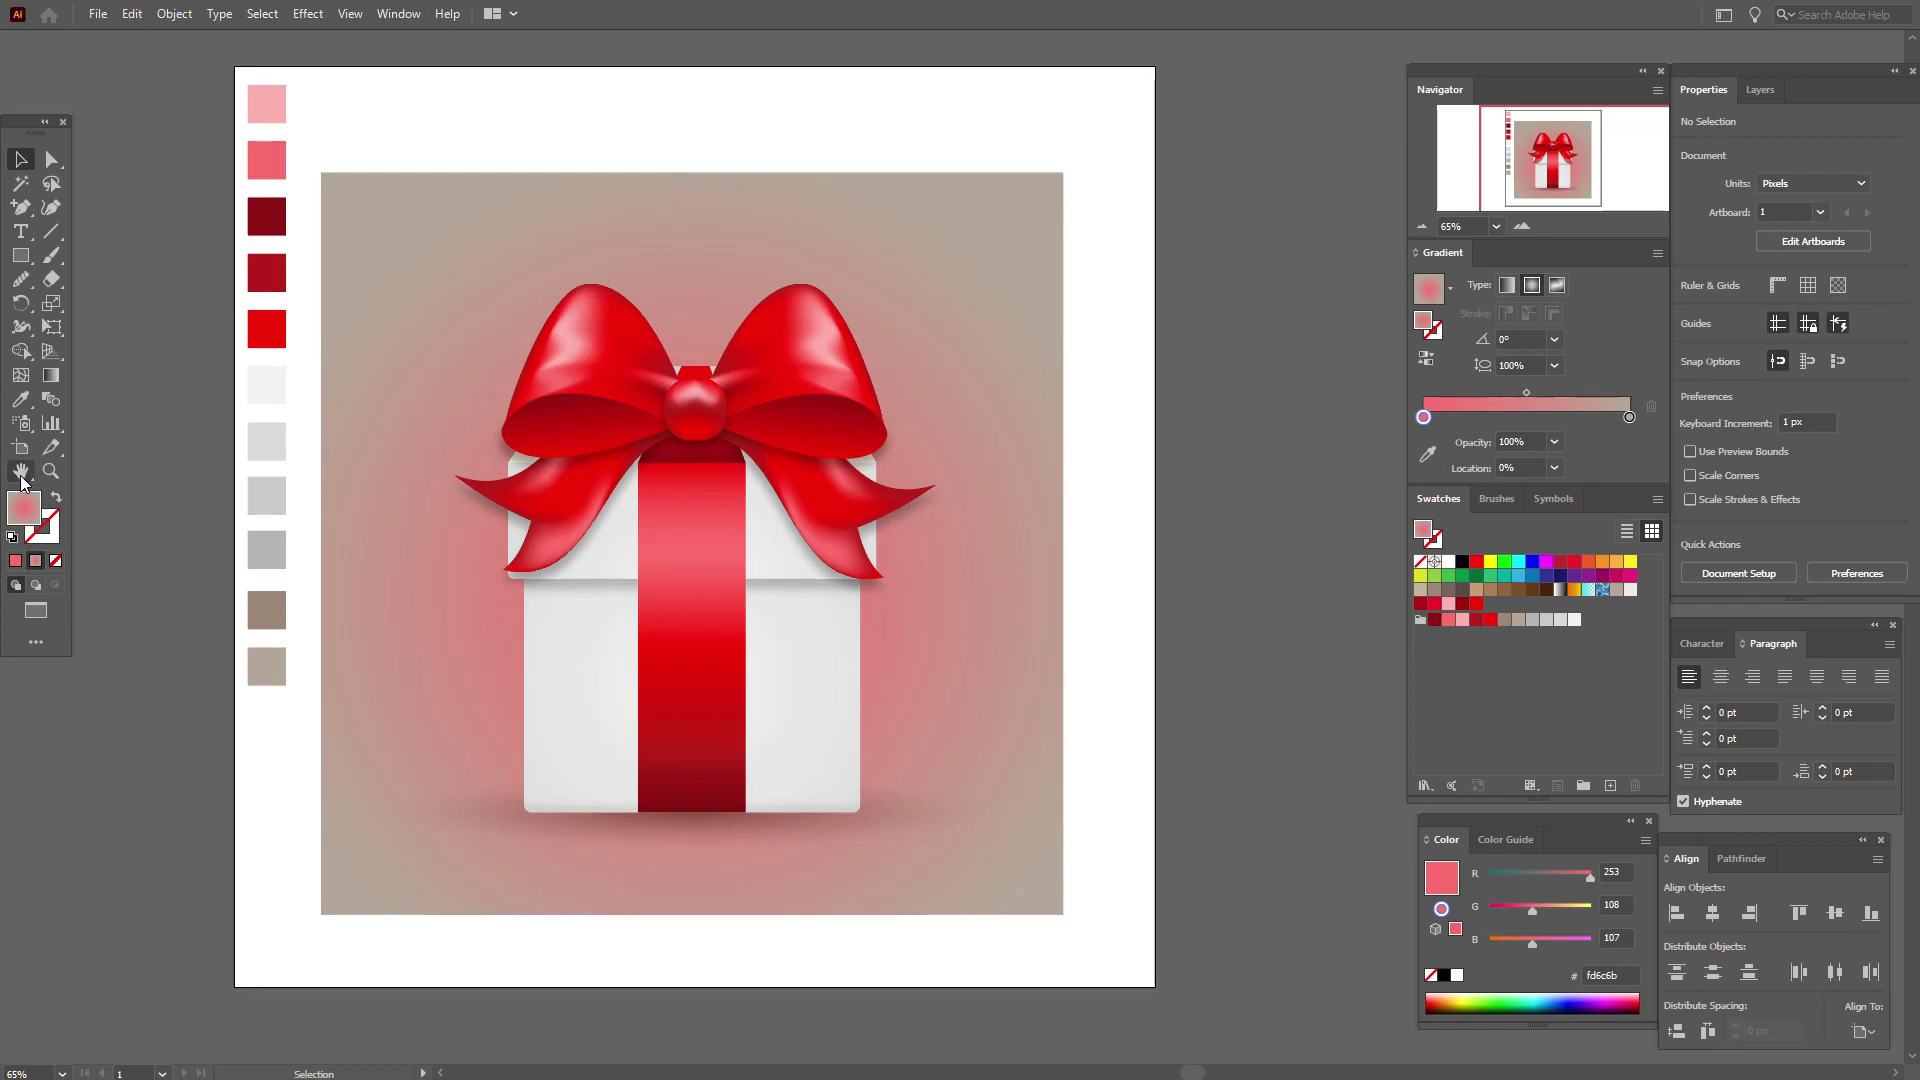 Ai File Edit Object Type Select Effect View Window Help Search Adobe Help
Navigator
65%
Gradient
Type:
Stroke:
0°
100%
Opacity: 100%
Location: 0%
Swatches Brushes Symbols
Color Color Guide
R 253
G 108
B 107
# fd6c6b
Properties Layers
No Selection
Document
Units: Pixels
Artboard: 1
Edit Artboards
Ruler & Grids
Guides
Snap Options
Preferences
Keyboard Increment: 1 px
Use Preview Bounds
Scale Corners
Scale Strokes & Effects
Quick Actions
Document Setup Preferences
Character Paragraph
0 pt 0 pt
0 pt
0 pt 0 pt
Hyphenate
Align Pathfinder
Align Objects:
Distribute Objects:
Distribute Spacing: Align To:
0 px
65% 1 Selection